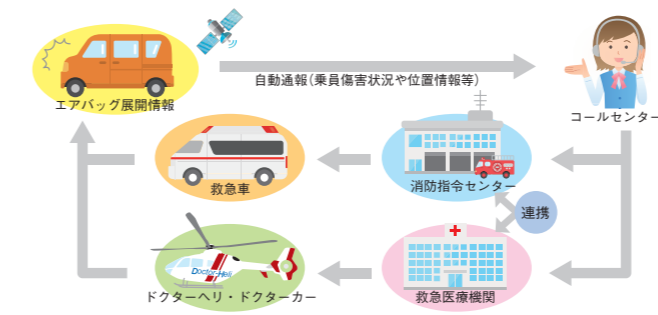 自動通報(乗員傷害状況や位置情報等)
エアバッグ展開情報
コールセンター
救急車
消防指令センター
連携
Doctor-Heli
ドクターヘリ・ドクターカー
救急医療機関